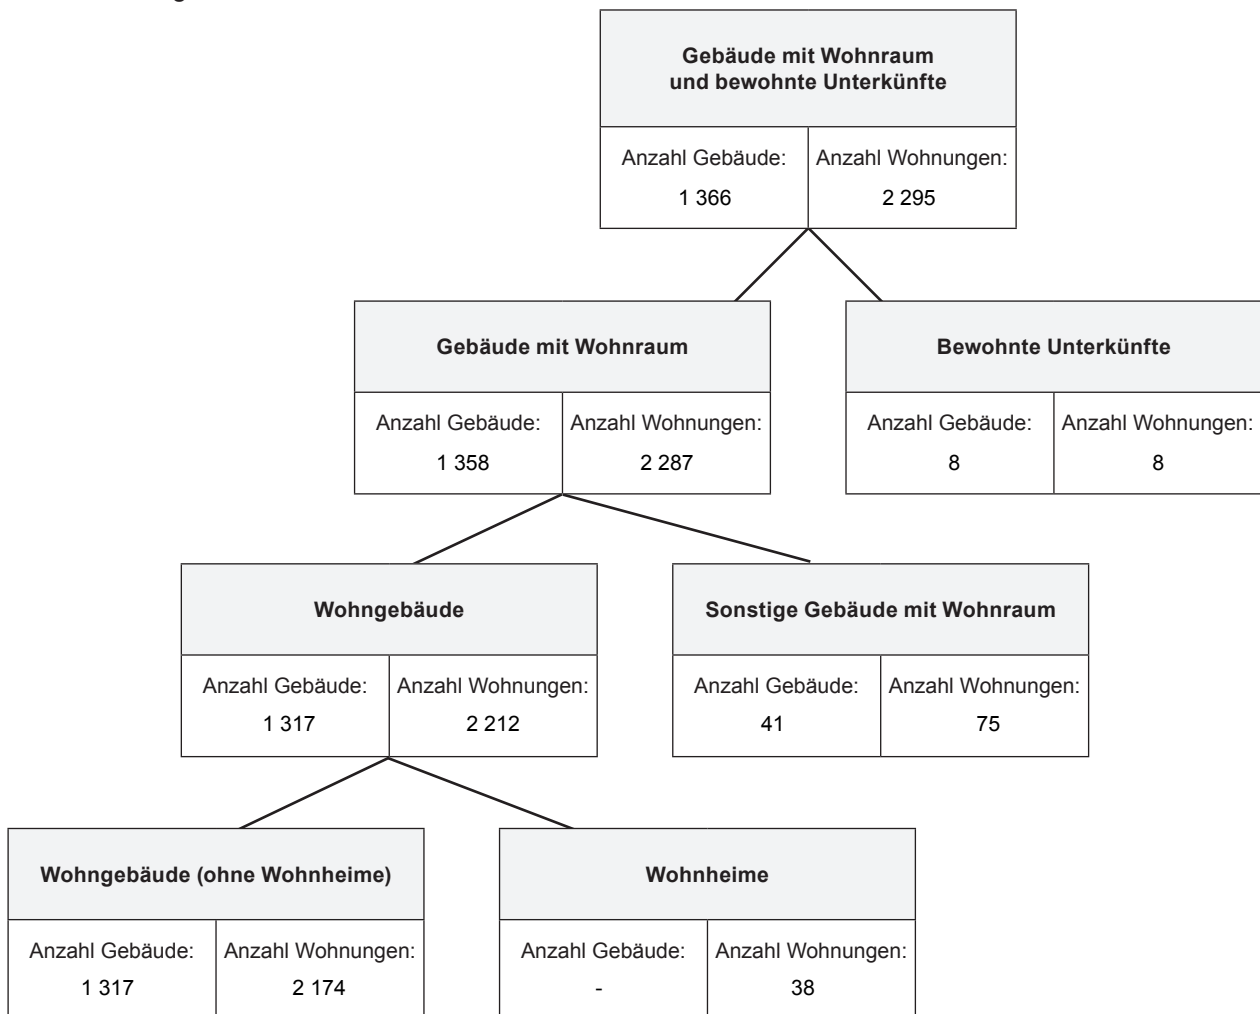 Gebäude mit Wohnraum
und bewohnte Unterkünfte
Anzahl Gebäude: Anzahl Wohnungen:
1 366 2 295
Gebäude mit Wohnraum Bewohnte Unterkünfte
Anzahl Gebäude: Anzahl Wohnungen: Anzahl Gebäude: Anzahl Wohnungen:
1 358 2 287 8 8
Wohngebäude Sonstige Gebäude mit Wohnraum
Anzahl Gebäude: Anzahl Wohnungen: Anzahl Gebäude: Anzahl Wohnungen:
1 317 2 212 41 75
Wohngebäude (ohne Wohnheime) Wohnheime
Anzahl Gebäude: Anzahl Wohnungen: Anzahl Gebäude: Anzahl Wohnungen:
1 317 2 174 - 38